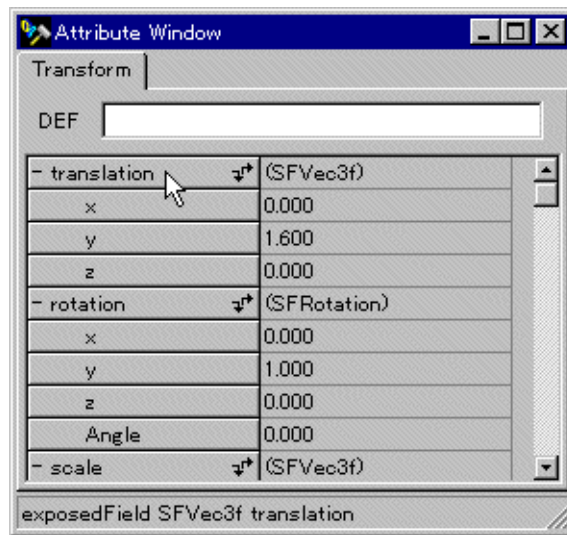 Attribute Window
Transform
DEF
- translation (SFVec3f)
x 0.000
y 1.600
z 0.000
- rotation (SFRotation)
x 0.000
y 1.000
z 0.000
Angle 0.000
- scale (SFVec3f)
exposedField SFVec3f translation